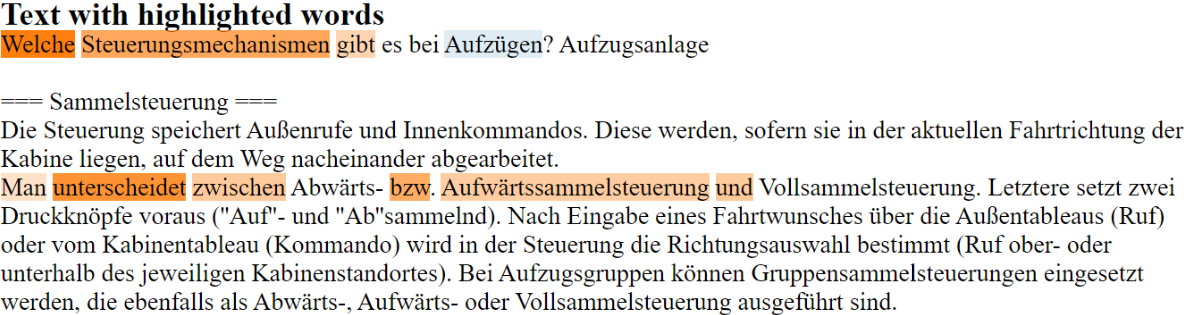 Text with highlighted words
Welche Steuerungsmechanismen gibt es bei Aufzügen? Aufzugsanlage
=== Sammelsteuerung ===
Die Steuerung speichert Außenrufe und Innenkommandos. Diese werden, sofern sie in der aktuellen Fahrtrichtung der
Kabine liegen, auf dem Weg nacheinander abgearbeitet.
Man unterscheidet zwischen Abwärts- bzw. Aufwärtssammelsteuerung und Vollsammelsteuerung. Letztere setzt zwei
Druckknöpfe voraus ("Auf"- und "Ab"sammelnd). Nach Eingabe eines Fahrtwunsches über die Außentableaus (Ruf)
oder vom Kabinentableau (Kommando) wird in der Steuerung die Richtungsauswahl bestimmt (Ruf ober- oder
unterhalb des jeweiligen Kabinenstandortes). Bei Aufzugsgruppen können Gruppensammelsteuerungen eingesetzt
werden, die ebenfalls als Abwärts-, Aufwärts- oder Vollsammelsteuerung ausgeführt sind.